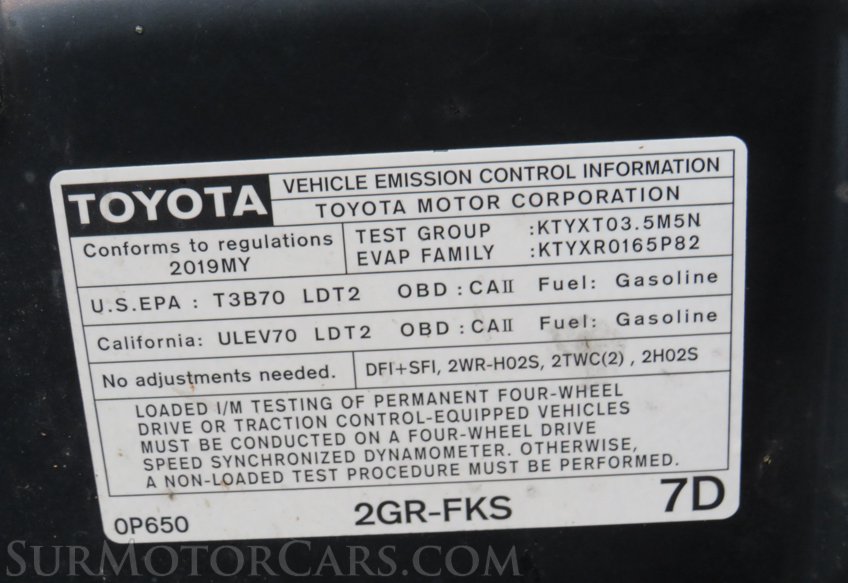 TOYOTA
VEHICLE EMISSION CONTROL INFORMATION
TOYOTA MOTOR CORPORATION
Conforms to regulations
2019MY
TEST GROUP :KTYXT03.5M5N
EVAP FAMILY :KTYXR0165P82
U.S.EPA : T3B70 LDT2 OBD : CAII Fuel: Gasoline
California: ULEV70 LDT2 OBD : CAII Fuel: Gasoline
No adjustments needed.
DFI+SFI, 2WR-HO2S, 2TWC(2) , 2HO2S
LOADED I/M TESTING OF PERMANENT FOUR-WHEEL
DRIVE OR TRACTION CONTROL-EQUIPPED VEHICLES
MUST BE CONDUCTED ON A FOUR-WHEEL DRIVE
SPEED SYNCHRONIZED DYNAMOMETER. OTHERWISE,
A NON-LOADED TEST PROCEDURE MUST BE PERFORMED.
0P650
2GR-FKS
7D
SURMOTORCARS.COM